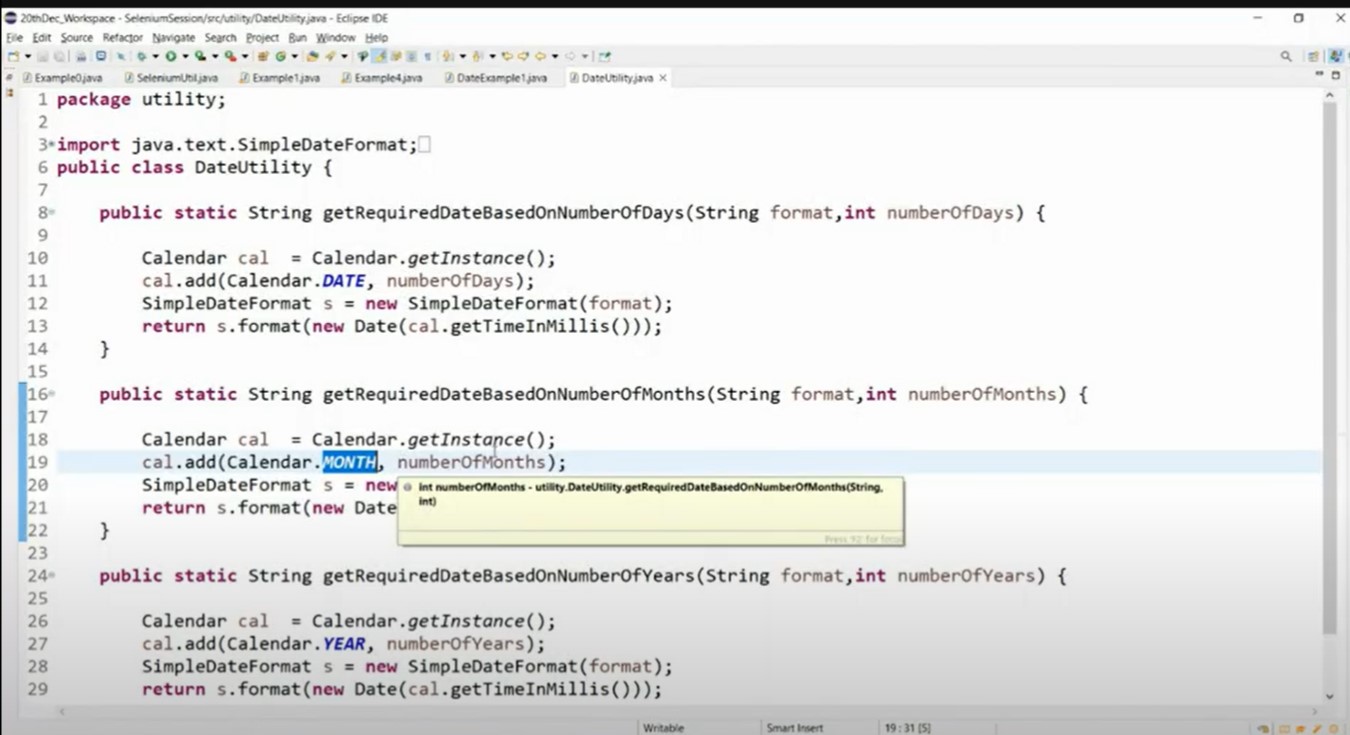 20thDec_Workspace - SeleniumSession/src/utility/DateUtility.java - Eclipse IDE
File Edit Source Refactor Navigate Search Project Run Window Help
Example0.java SeleniumUtil.java Example1.java Example4.java DateExample1.java DateUtility.java
1 package utility;
2
3 import java.text.SimpleDateFormat;
6 public class DateUtility {
7
8 public static String getRequiredDateBasedOnNumberOfDays(String format,int numberOfDays) {
9
10 Calendar cal = Calendar.getInstance();
11 cal.add(Calendar.DATE, numberOfDays);
12 SimpleDateFormat s = new SimpleDateFormat(format);
13 return s.format(new Date(cal.getTimeInMillis()));
14 }
15
16 public static String getRequiredDateBasedOnNumberOfMonths(String format,int numberOfMonths) {
17
18 Calendar cal = Calendar.getInstance();
19 cal.add(Calendar.MONTH, numberOfMonths);
20 SimpleDateFormat s = new
int numberOfMonths - utility.DateUtility.getRequiredDateBasedOnNumberOfMonths(String,
int)
21 return s.format(new Date
Press 'F2' for focus
22 }
23
24 public static String getRequiredDateBasedOnNumberOfYears(String format,int numberOfYears) {
25
26 Calendar cal = Calendar.getInstance();
27 cal.add(Calendar.YEAR, numberOfYears);
28 SimpleDateFormat s = new SimpleDateFormat(format);
29 return s.format(new Date(cal.getTimeInMillis()));
Writable Smart Insert 19 : 31 [5]